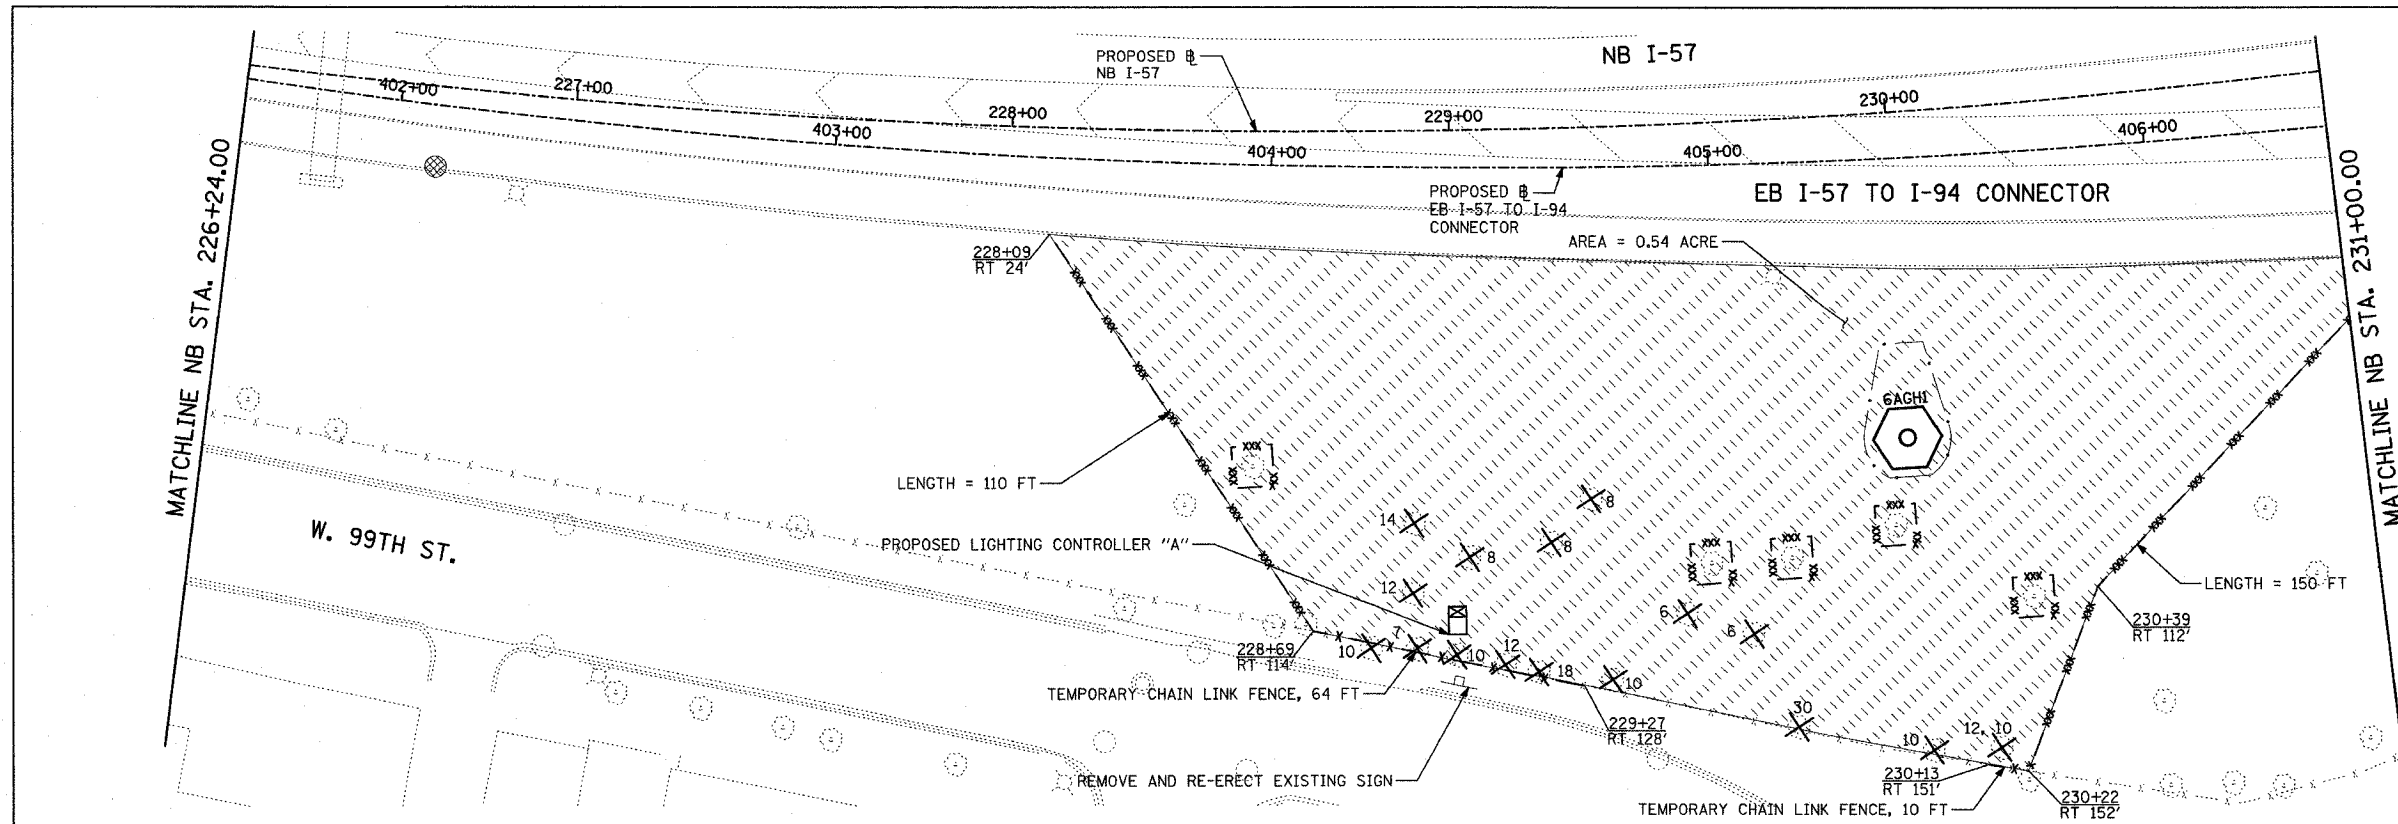 MATCHLINE NB STA. 226+24.00
NB I-57
PROPOSED ℄
NB I-57
402+00
227+00
228+00
229+00
230+00
403+00
404+00
405+00
406+00
PROPOSED ℄
EB I-57 TO I-94
CONNECTOR
EB I-57 TO I-94 CONNECTOR
MATCHLINE NB STA. 231+00.00
228+09
RT 24'
AREA = 0.54 ACRE
6AGH1
LENGTH = 110 FT
W. 99TH ST.
PROPOSED LIGHTING CONTROLLER "A"
14
8
8
8
12
6
6
LENGTH = 150 FT
230+39
RT 112'
228+69
RT 114'
10
7
10
12
18
10
30
10
12, 10
TEMPORARY CHAIN LINK FENCE, 64 FT
229+27
RT 128'
REMOVE AND RE-ERECT EXISTING SIGN
230+13
RT 151'
TEMPORARY CHAIN LINK FENCE, 10 FT
230+22
RT 152'